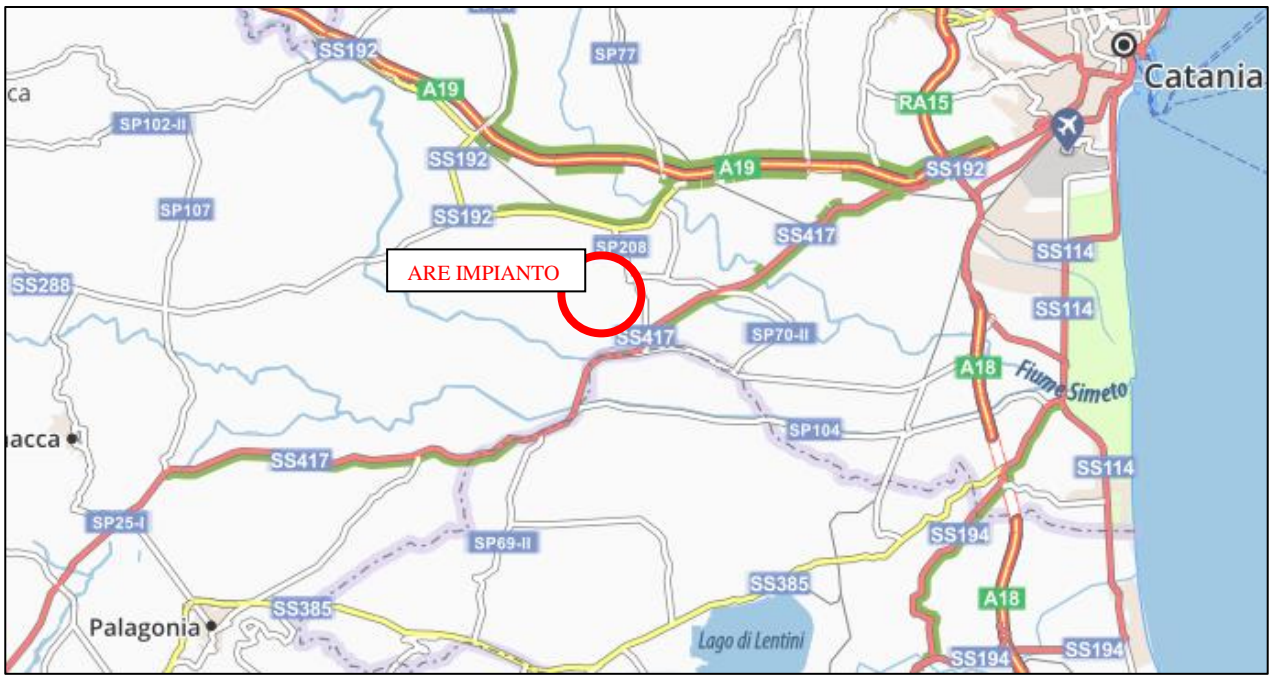 SS192
SP77
Catania
ca
A19
RA15
SP102-II
SS192
A19
SS192
SP107
SS192
SS417
SP208
SS114
ARE IMPIANTO
SS288
SS114
SS417
SP70-II
A18
Fiume Simeto
SP104
acca
SS417
SS114
SP25-I
SS194
SP69-II
SS385
SS385
A18
Palagonia
Lago di Lentini
SS194
SS194